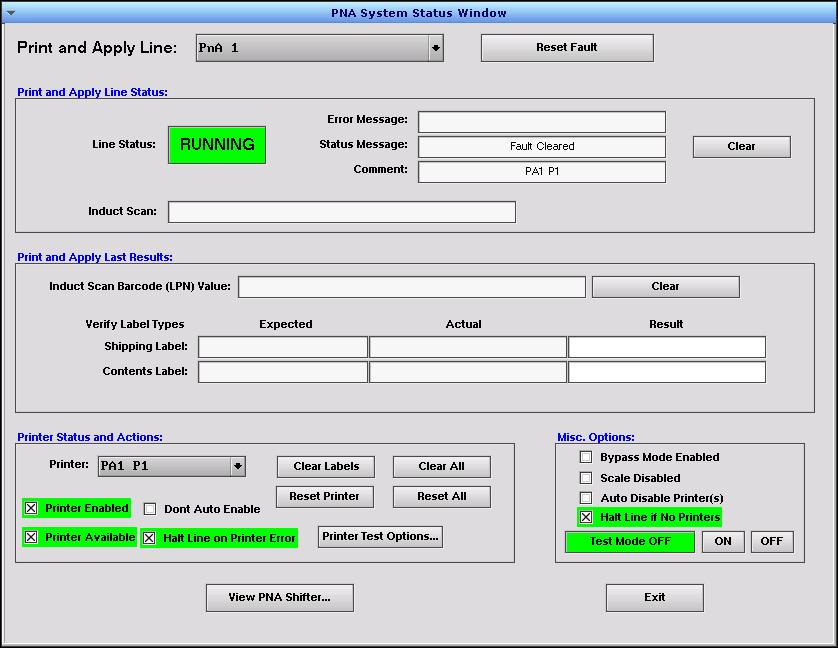 PNA System Status Window
Print and Apply Line: PnA 1 Reset Fault
Print and Apply Line Status:
Error Message:
Line Status: RUNNING Status Message: Fault Cleared Clear
Comment: PA1 P1
Induct Scan:
Print and Apply Last Results:
Induct Scan Barcode (LPN) Value: Clear
Verify Label Types Expected Actual Result
Shipping Label:
Contents Label:
Printer Status and Actions:
Printer: PA1 P1 Clear Labels Clear All
Reset Printer Reset All
Printer Enabled Dont Auto Enable
Printer Available Halt Line on Printer Error Printer Test Options...
Misc. Options:
Bypass Mode Enabled
Scale Disabled
Auto Disable Printer(s)
Halt Line if No Printers
Test Mode OFF ON OFF
View PNA Shifter... Exit